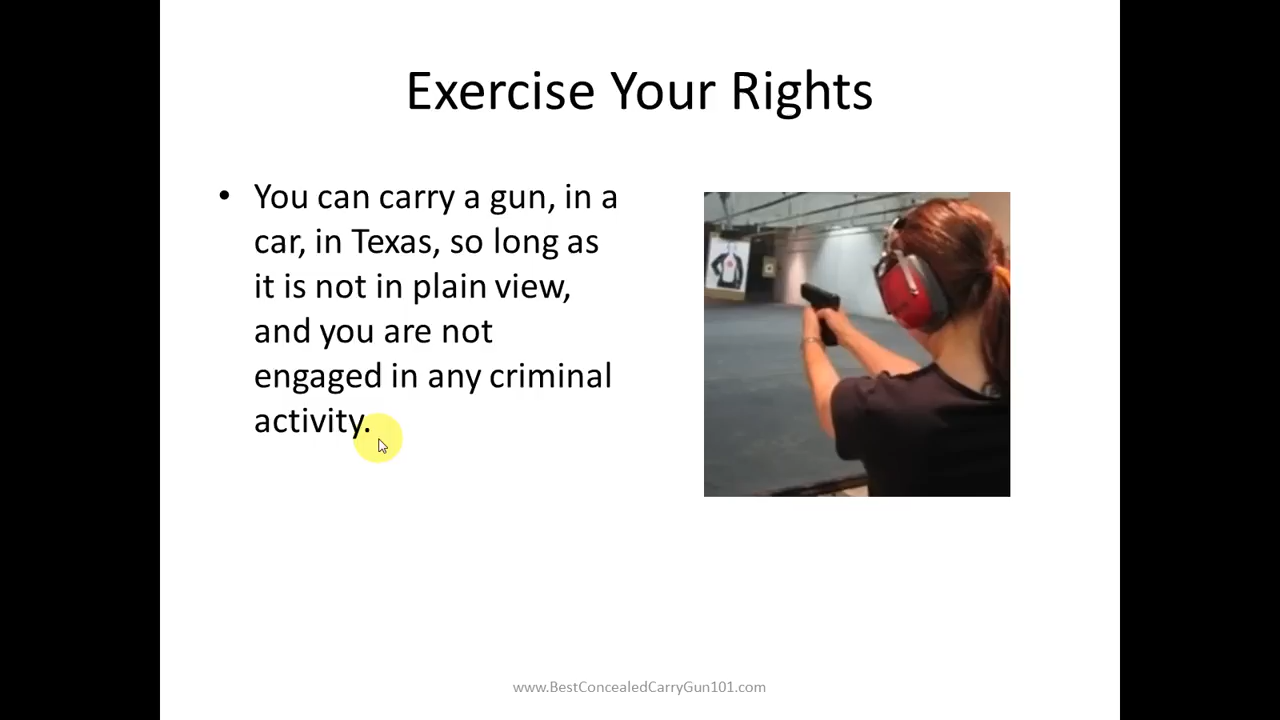 Exercise Your Rights
• You can carry a gun, in a
car, in Texas, so long as
it is not in plain view,
and you are not
engaged in any criminal
activity.
www.BestConcealedCarryGun101.com